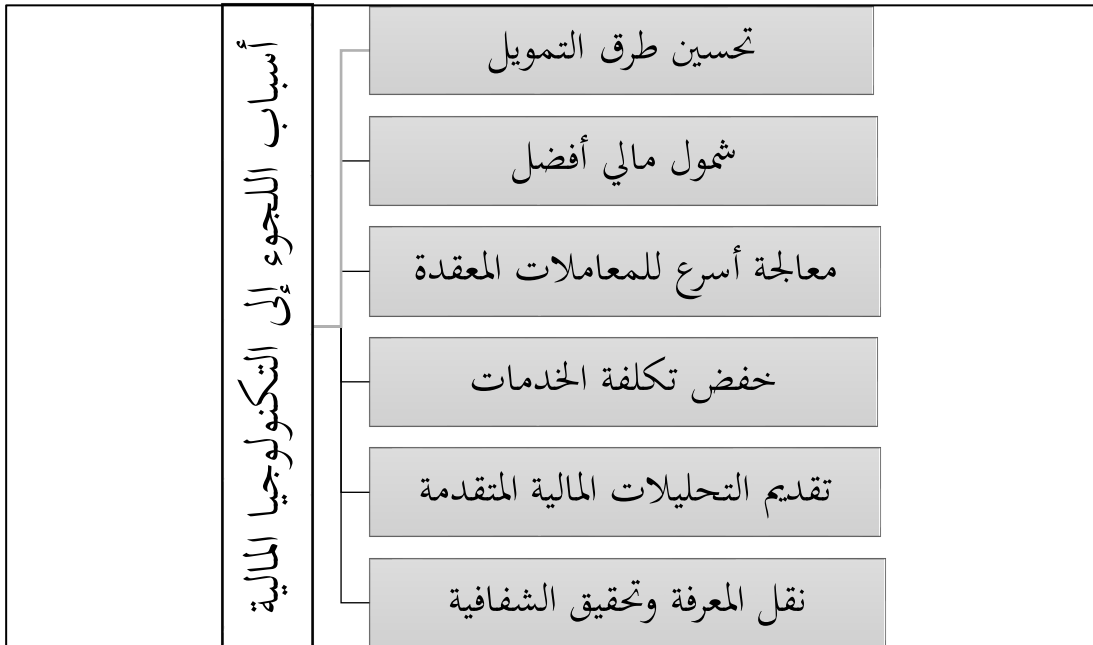 أسباب اللجوء إلى التكنولوجيا المالية
تحسين طرق التمويل
شمول مالي أفضل
معالجة أسرع للمعاملات المعقدة
خفض تكلفة الخدمات
تقديم التحليلات المالية المتقدمة
نقل المعرفة وتحقيق الشفافية